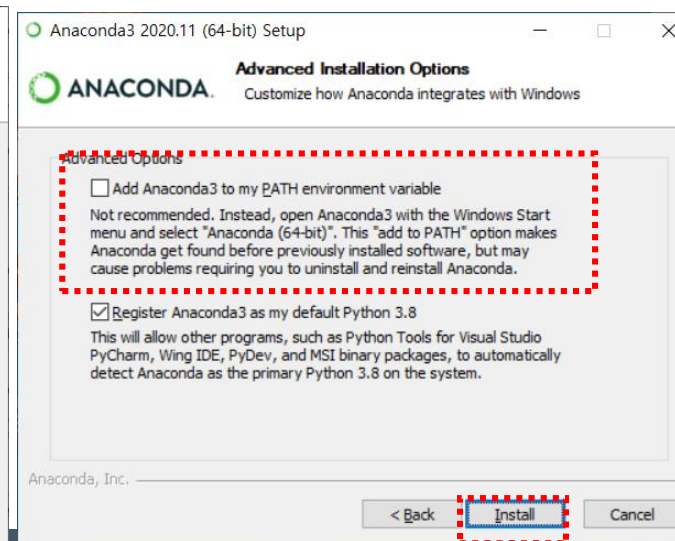 Anaconda3 2020.11 (64-bit) Setup
ANACONDA.
Advanced Installation Options
Customize how Anaconda integrates with Windows
Advanced Options
Add Anaconda3 to my PATH environment variable
Not recommended. Instead, open Anaconda3 with the Windows Start
menu and select "Anaconda (64-bit)". This "add to PATH" option makes
Anaconda get found before previously installed software, but may
cause problems requiring you to uninstall and reinstall Anaconda.
Register Anaconda3 as my default Python 3.8
This will allow other programs, such as Python Tools for Visual Studio
PyCharm, Wing IDE, PyDev, and MSI binary packages, to automatically
detect Anaconda as the primary Python 3.8 on the system.
Anaconda, Inc.
< Back
Install
Cancel